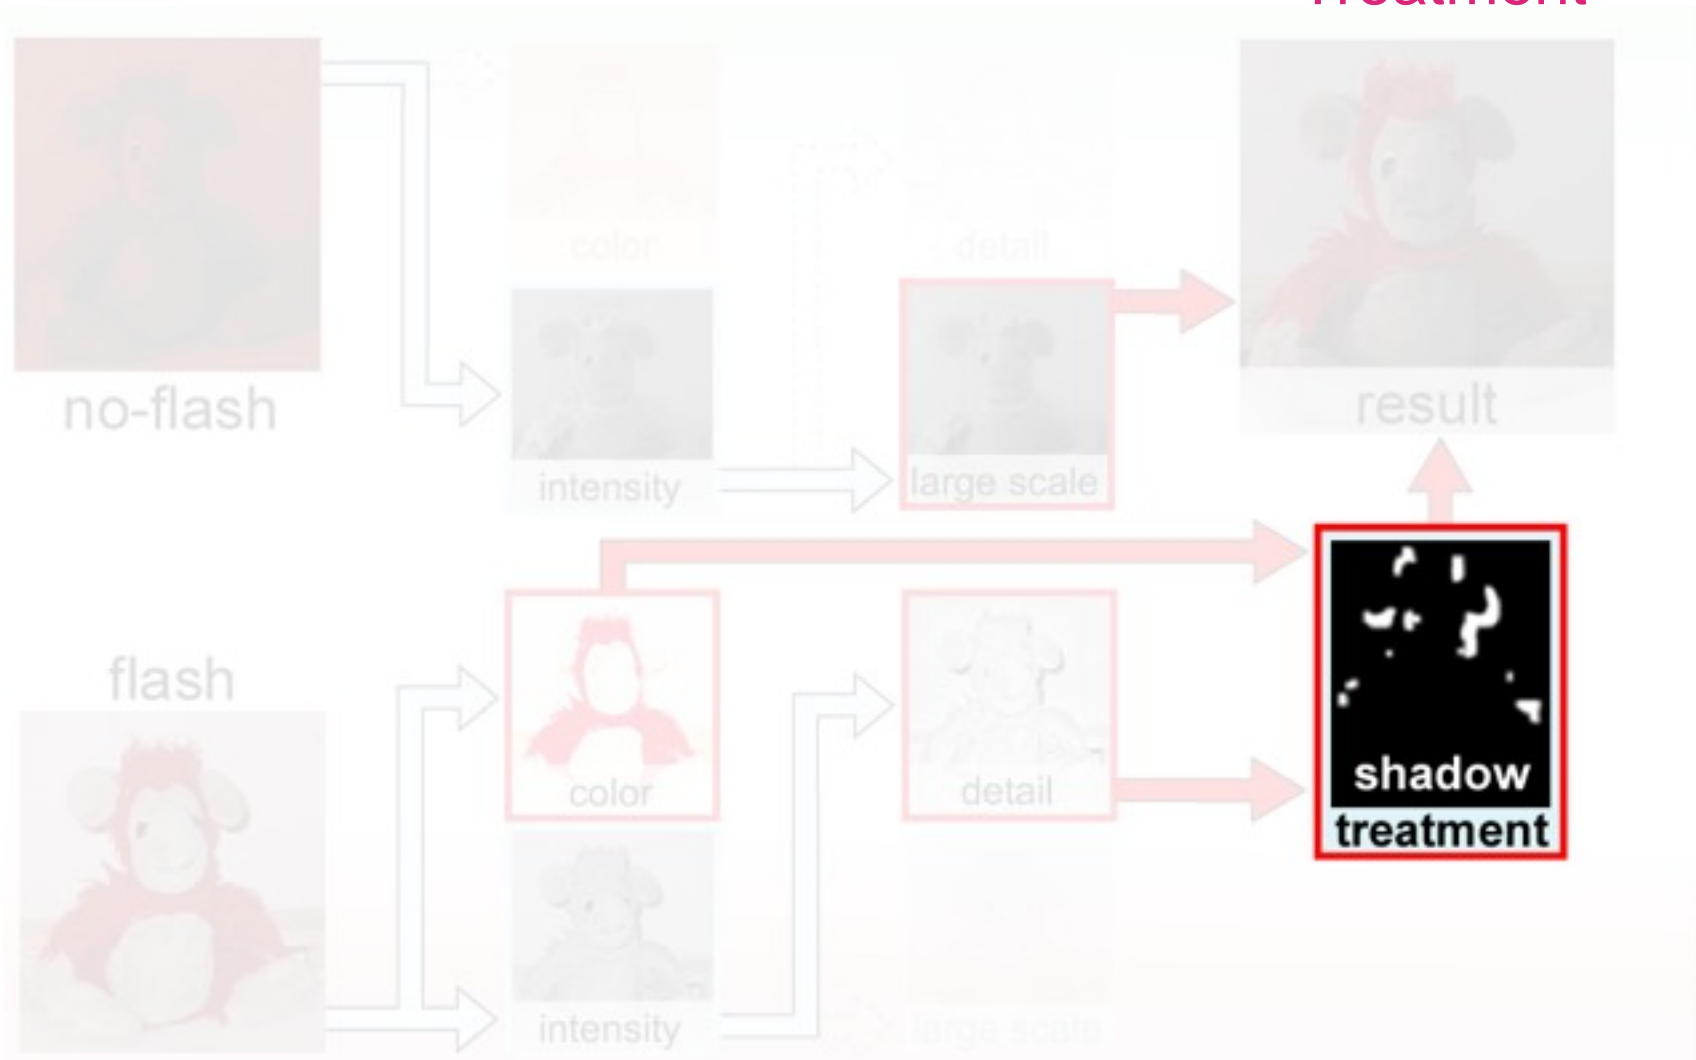 Treatment
color
detail
no-flash
intensity
large scale
result
flash
color
detail
shadow
treatment
intensity
large scale